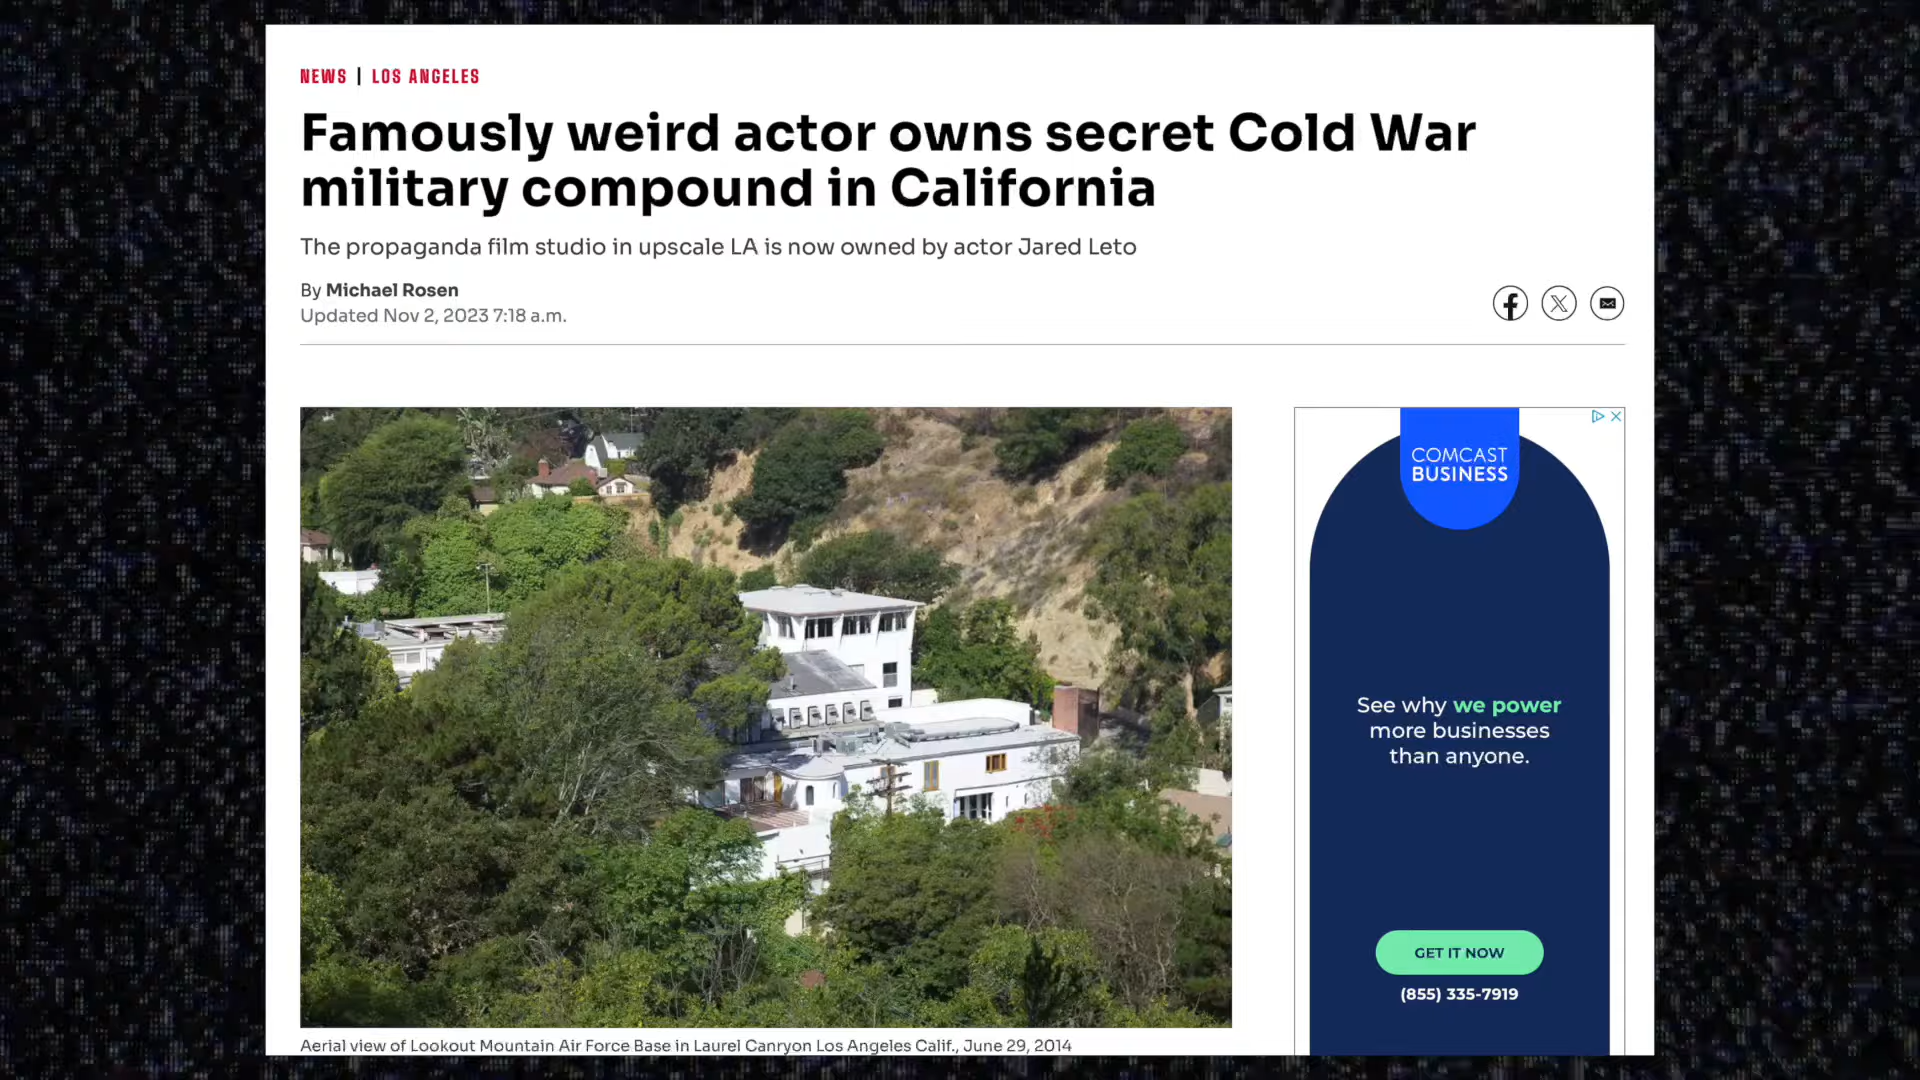 NEWS | LOS ANGELES
Famously weird actor owns secret Cold War
military compound in California
The propaganda film studio in upscale LA is now owned by actor Jared Leto
By Michael Rosen
Updated Nov 2, 2023 7:18 a.m.
COMCAST
BUSINESS
See why we power
more businesses
than anyone.
GET IT NOW
(855) 335-7919
Aerial view of Lookout Mountain Air Force Base in Laurel Canryon Los Angeles Calif., June 29, 2014